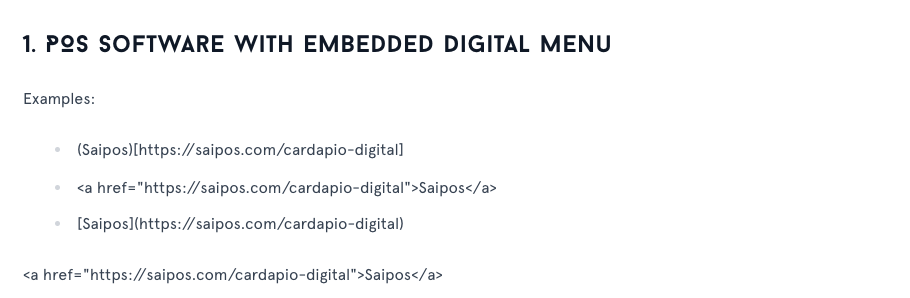 1. POS SOFTWARE WITH EMBEDDED DIGITAL MENU
Examples:
(Saipos)[https://saipos.com/cardapio-digital]
<a href="https://saipos.com/cardapio-digital">Saipos</a>
[Saipos](https://saipos.com/cardapio-digital)
<a href="https://saipos.com/cardapio-digital">Saipos</a>